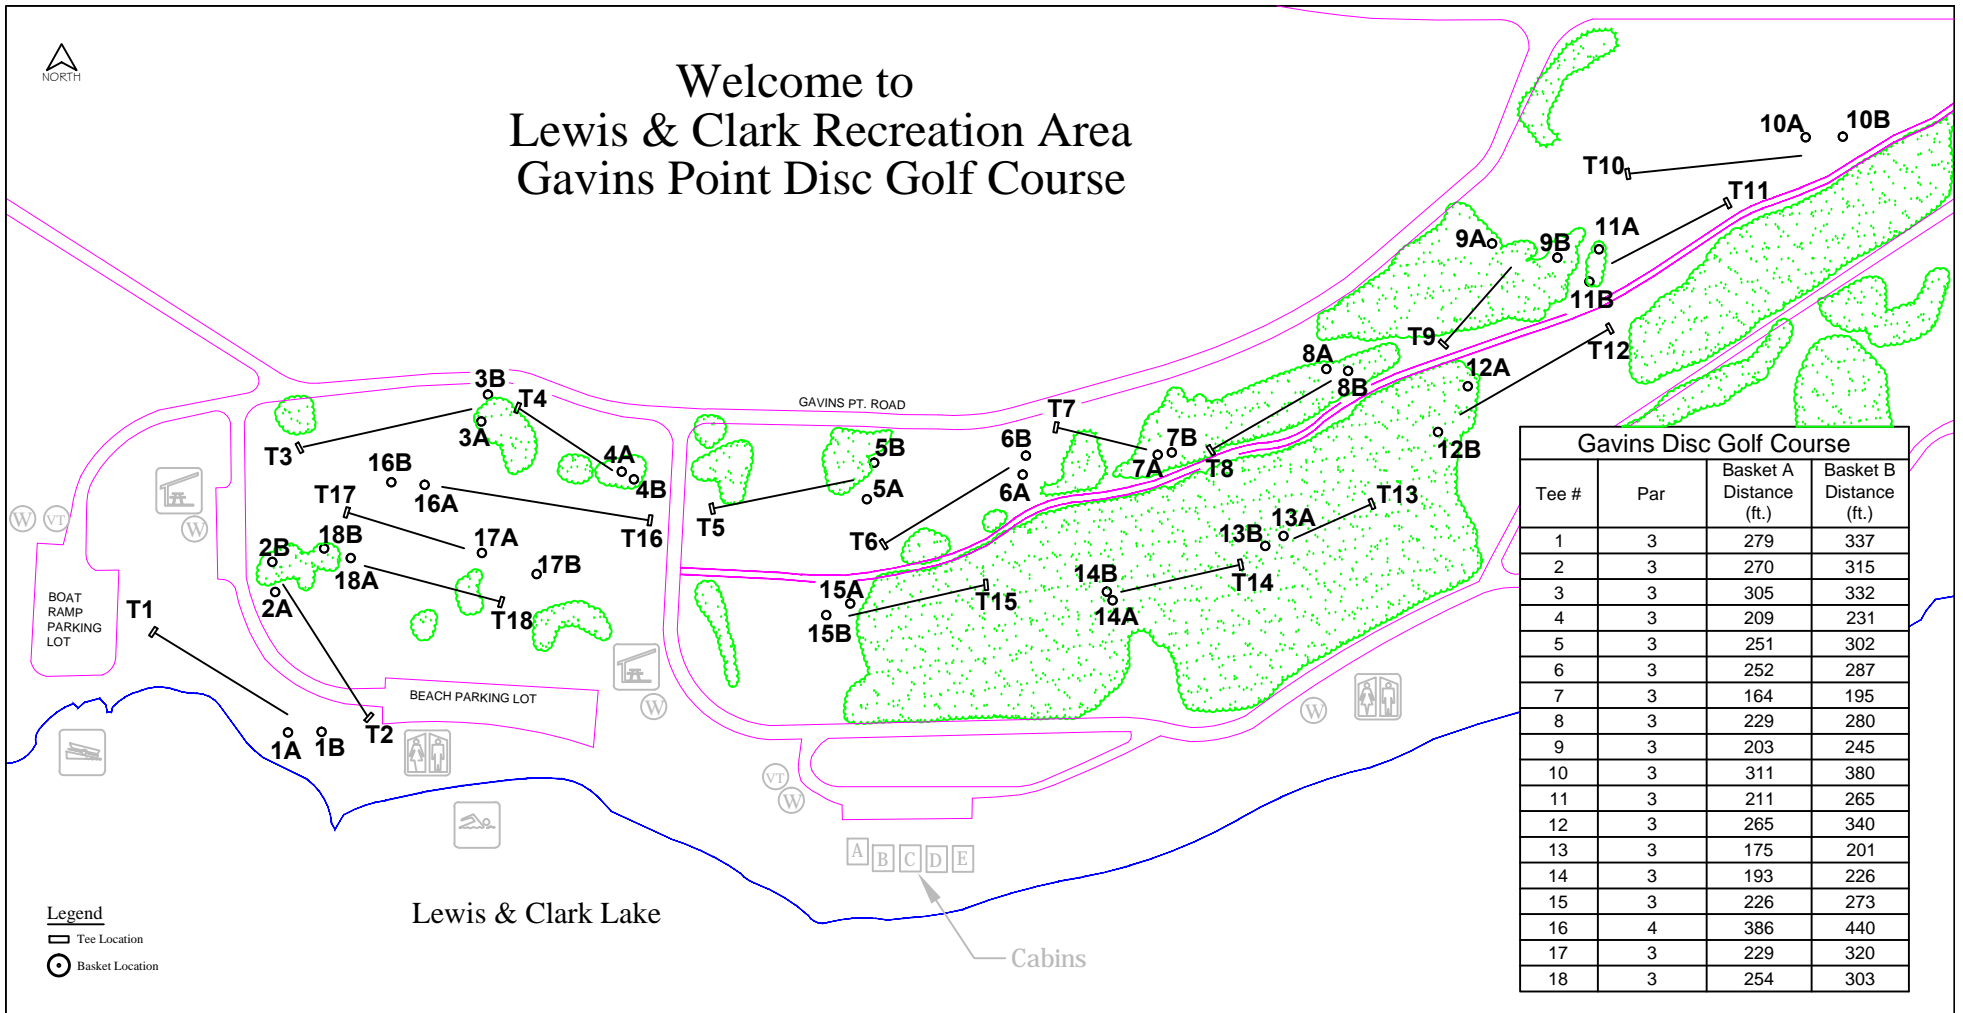 NORTH
Welcome to
Lewis & Clark Recreation Area
Gavins Point Disc Golf Course
10A
10B
T10
T11
9A
9B
11A
11B
T9
T12
8A
8B
12A
12B
3B
T4
GAVINS PT. ROAD
T7
T3
3A
4A
4B
5B
5A
6B
6A
7B
7A
T8
16B
16A
T17
T16
T5
T6
T13
13A
13B
W
VT
W
2B
18B
18A
17A
17B
2A
T18
15A
15B
T15
14B
14A
T14
BOAT
RAMP
PARKING
LOT
T1
BEACH PARKING LOT
W
W
1A
1B
T2
VT
W
A
B
C
D
E
Cabins
Lewis & Clark Lake
Legend
Tee Location
Basket Location
Gavins Disc Golf Course
Tee # Par Basket A Distance (ft.) Basket B Distance (ft.)
1 3 279 337
2 3 270 315
3 3 305 332
4 3 209 231
5 3 251 302
6 3 252 287
7 3 164 195
8 3 229 280
9 3 203 245
10 3 311 380
11 3 211 265
12 3 265 340
13 3 175 201
14 3 193 226
15 3 226 273
16 4 386 440
17 3 229 320
18 3 254 303